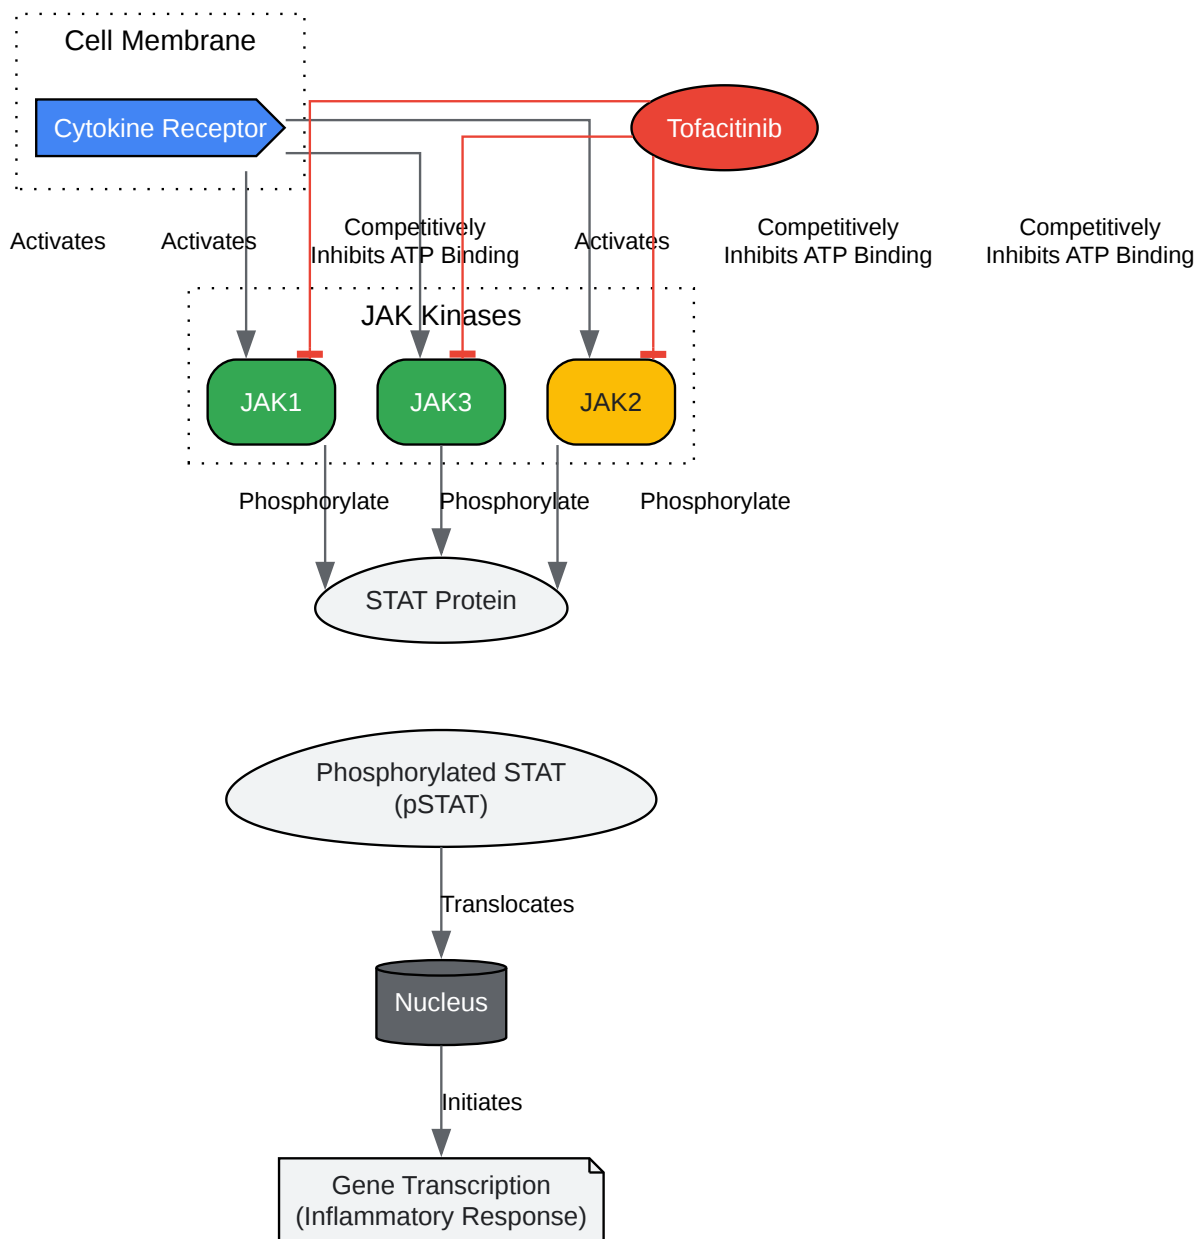 Cell Membrane
Cytokine Receptor
Tofacitinib
Activates
Activates
Competitively
Inhibits ATP Binding
Activates
Competitively
Inhibits ATP Binding
Competitively
Inhibits ATP Binding
JAK Kinases
JAK1
JAK3
JAK2
Phosphorylate
Phosphorylate
Phosphorylate
STAT Protein
Phosphorylated STAT
(pSTAT)
Translocates
Nucleus
Initiates
Gene Transcription
(Inflammatory Response)